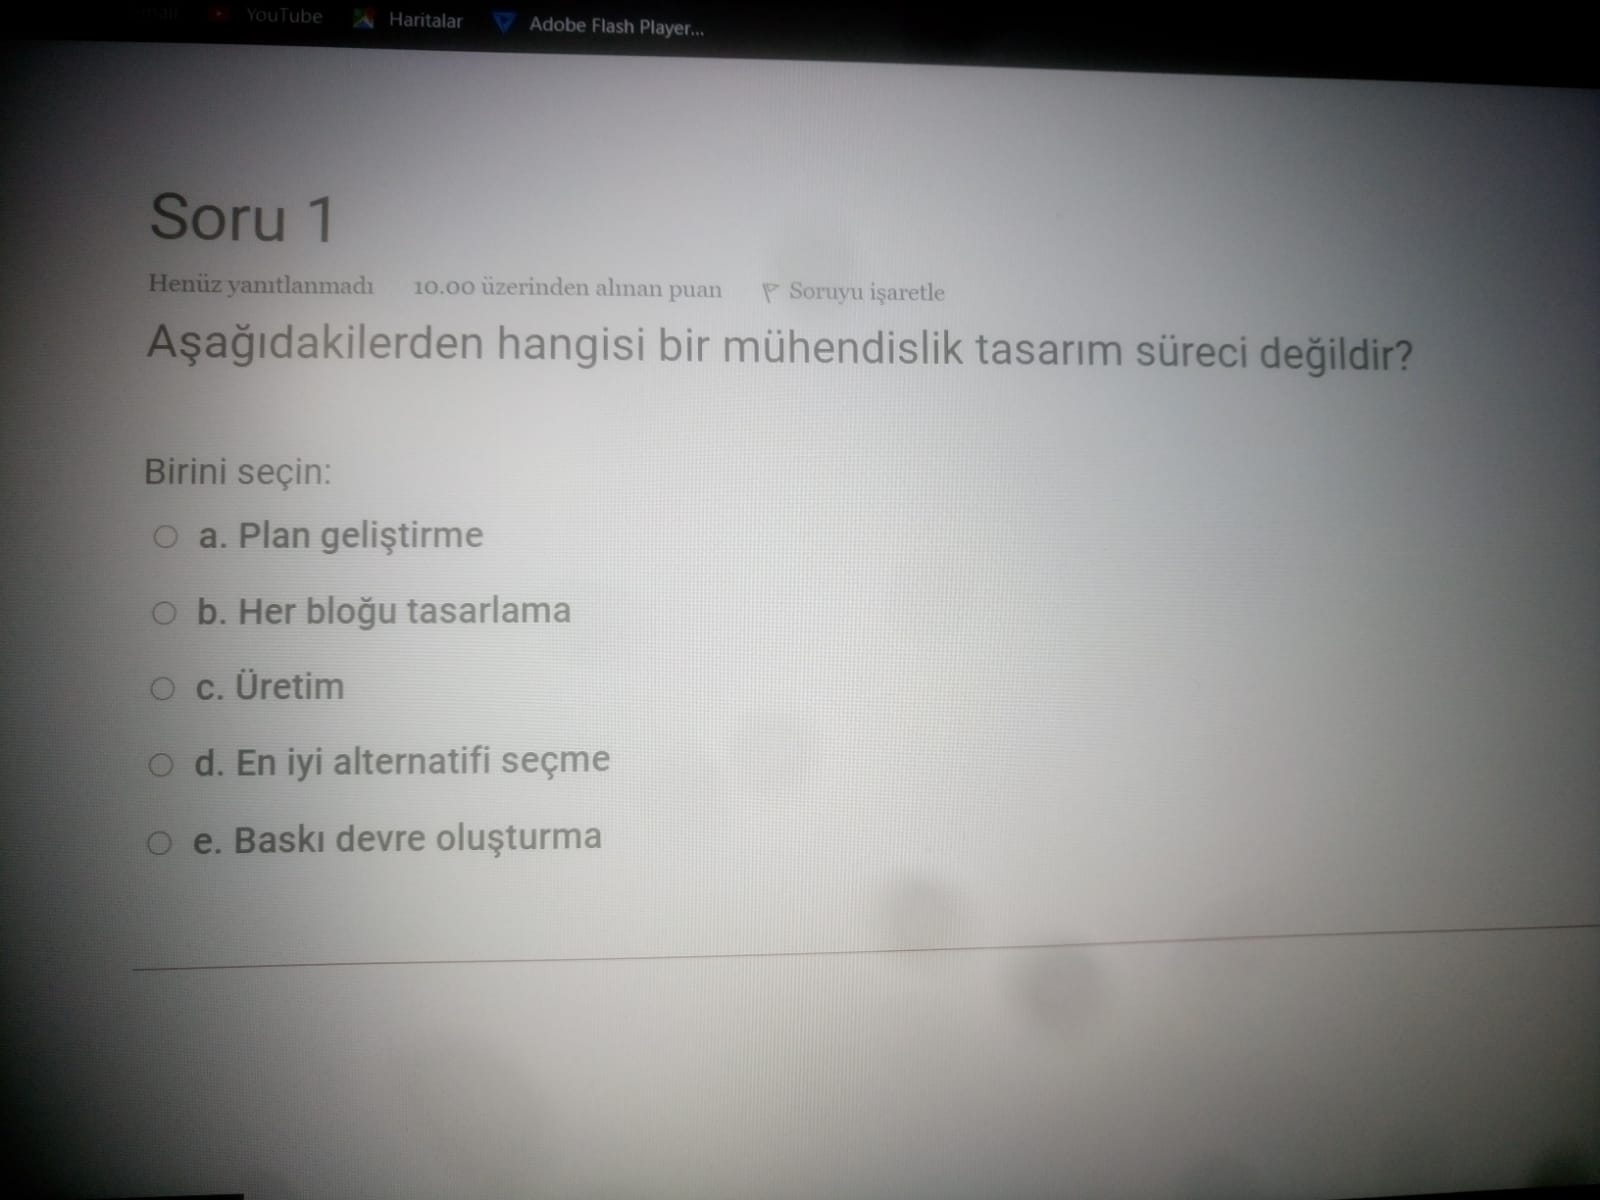 YouTube Haritalar Adobe Flash Player...
Soru 1
Henüz yanıtlanmadı 10.00 üzerinden alınan puan Soruyu işaretle
Aşağıdakilerden hangisi bir mühendislik tasarım süreci değildir?
Birini seçin:
a. Plan geliştirme
b. Her bloğu tasarlama
c. Üretim
d. En iyi alternatifi seçme
e. Baskı devre oluşturma